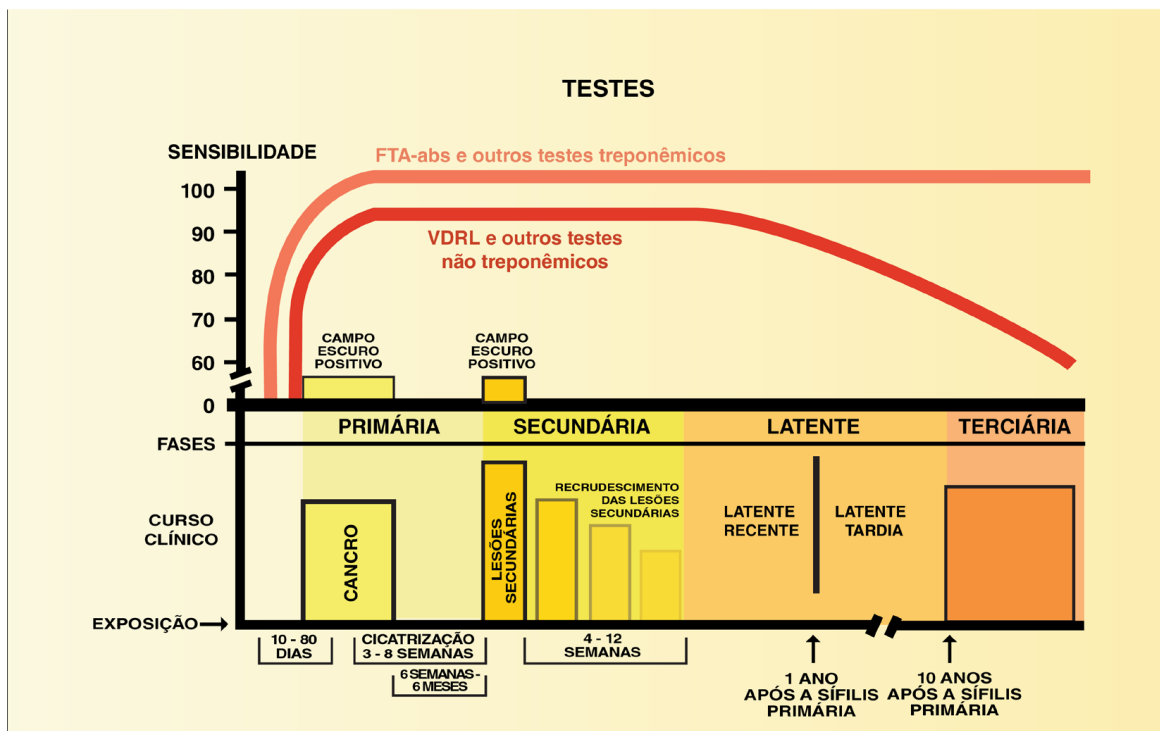 TESTES
SENSIBILIDADE
FTA-abs e outros testes treponêmicos
100
90
80
70
60
0
VDRL e outros testes
não treponêmicos
CAMPO
ESCURO
POSITIVO
CAMPO
ESCURO
POSITIVO
FASES
PRIMÁRIA
SECUNDÁRIA
LATENTE
TERCIÁRIA
CURSO
CLÍNICO
CANCRO
LESÕES
SECUNDÁRIAS
RECRUDESCIMENTO
DAS LESÕES
SECUNDÁRIAS
LATENTE
RECENTE
LATENTE
TARDIA
EXPOSIÇÃO
10 - 80
DIAS
CICATRIZAÇÃO
3 - 8 SEMANAS
6 SEMANAS -
6 MESES
4 - 12
SEMANAS
1 ANO
APÓS A SÍFILIS
PRIMÁRIA
10 ANOS
APÓS A SÍFILIS
PRIMÁRIA